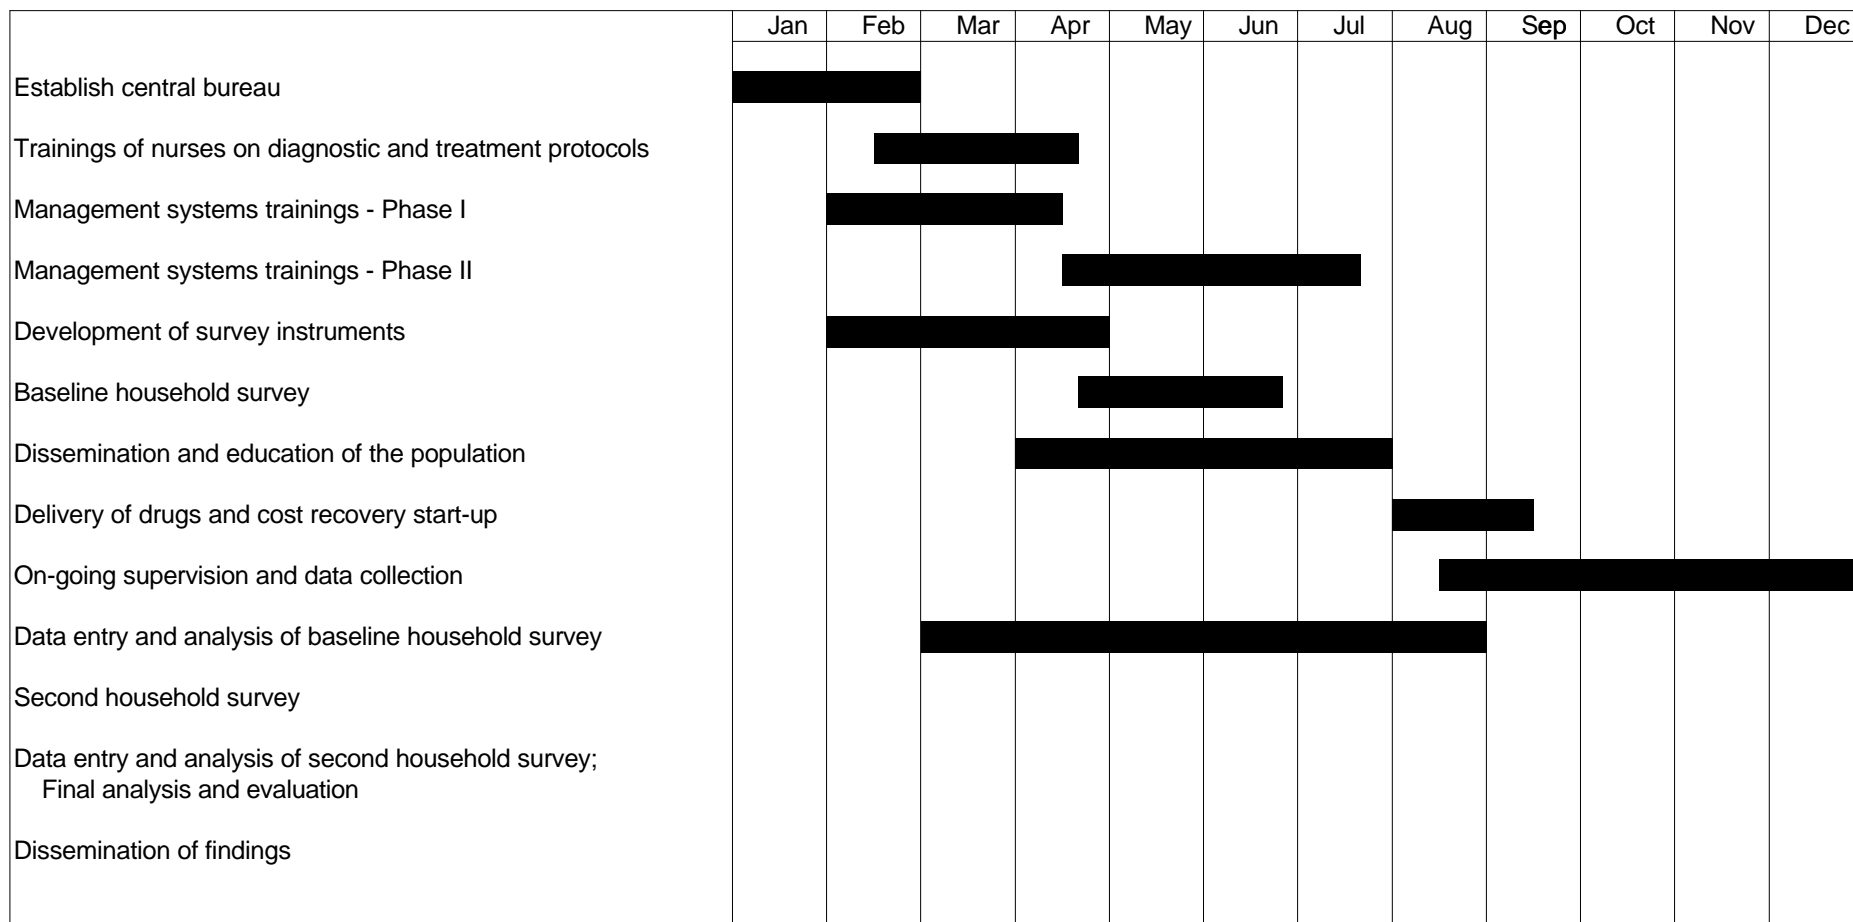 Jan Feb Mar Apr May Jun Jul Aug Sep Oct Nov Dec
Establish central bureau
Trainings of nurses on diagnostic and treatment protocols
Management systems trainings - Phase I
Management systems trainings - Phase II
Development of survey instruments
Baseline household survey
Dissemination and education of the population
Delivery of drugs and cost recovery start-up
On-going supervision and data collection
Data entry and analysis of baseline household survey
Second household survey
Data entry and analysis of second household survey;
Final analysis and evaluation
Dissemination of findings